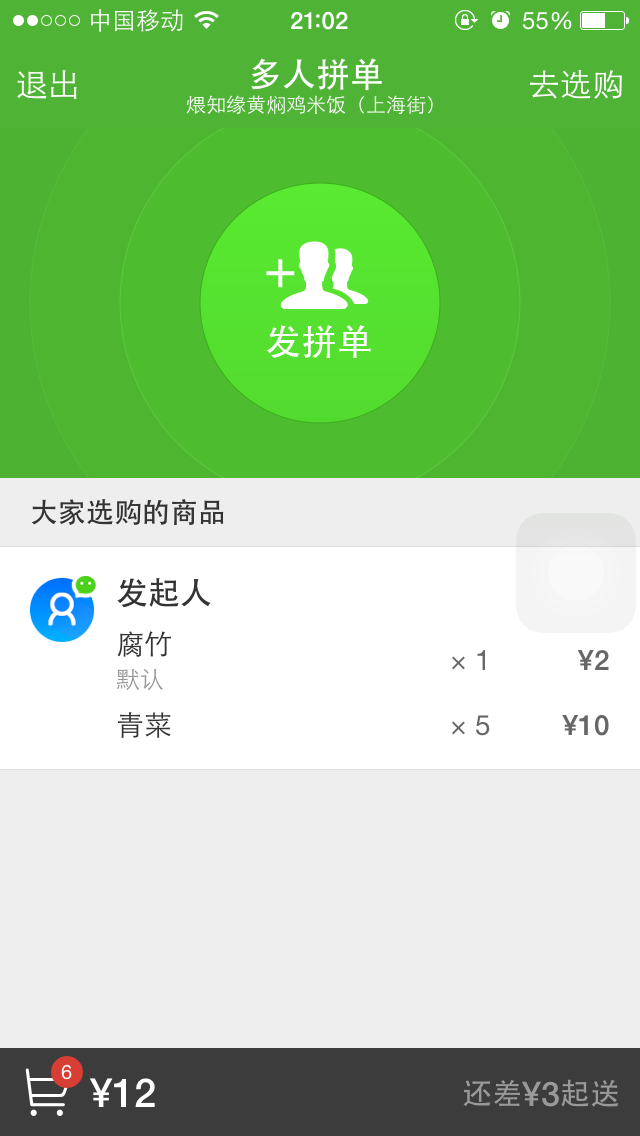 中国移动 21:02 55%
退出 多人拼单 去选购
煨知缘黄焖鸡米饭（上海街）
发拼单
大家选购的商品
发起人
腐竹 × 1 ¥2
默认
青菜 × 5 ¥10
6
¥12 还差¥3起送